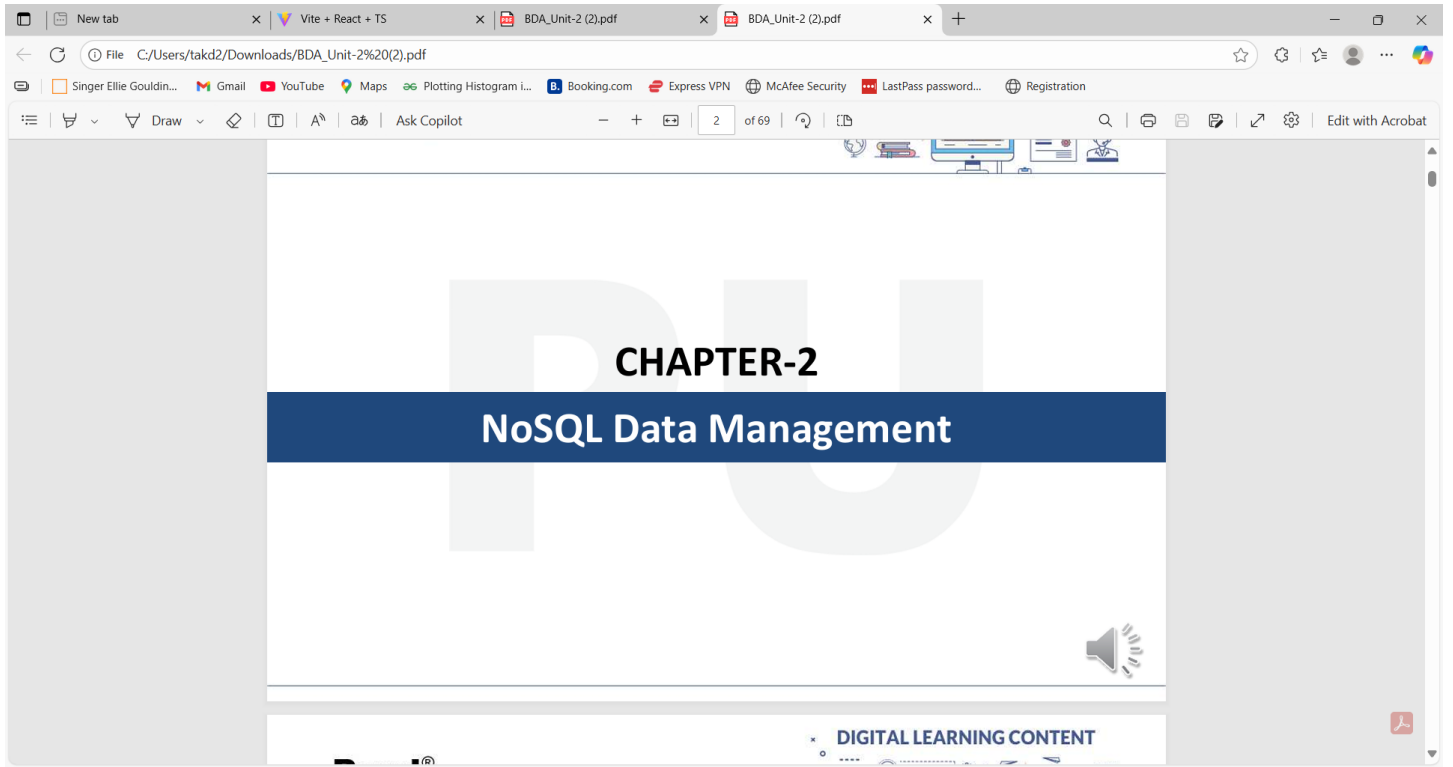 New tab
Vite + React + TS
BDA_Unit-2 (2).pdf
BDA_Unit-2 (2).pdf
File C:/Users/takd2/Downloads/BDA_Unit-2%20(2).pdf
Singer Ellie Gouldin... Gmail YouTube Maps Plotting Histogram i... B. Booking.com Express VPN McAfee Security LastPass password... Registration
Draw Ask Copilot 2 of 69 Edit with Acrobat
PU
CHAPTER-2
NoSQL Data Management
DIGITAL LEARNING CONTENT